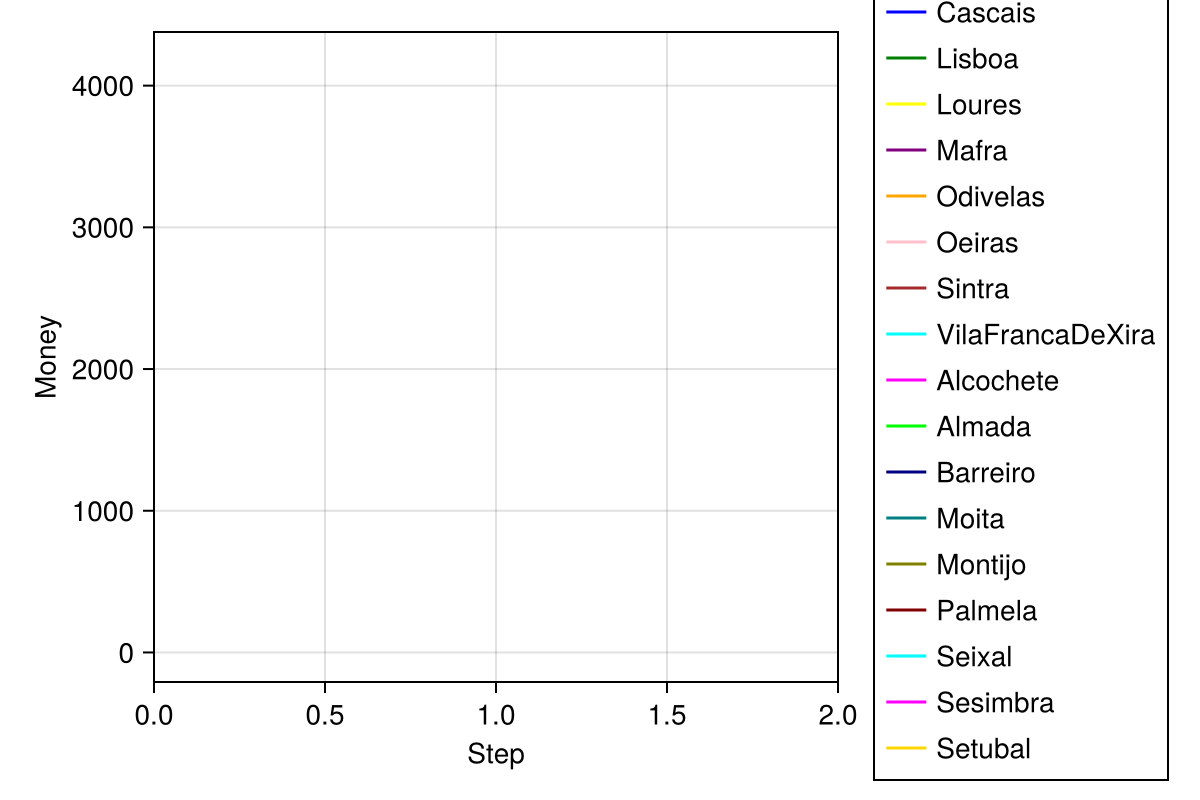 Cascais
Lisboa
Loures
Mafra
Odivelas
Oeiras
Sintra
VilaFrancaDeXira
Alcochete
Almada
Barreiro
Moita
Montijo
Palmela
Seixal
Sesimbra
Setubal
4000
3000
2000
1000
0
Money
0.0 0.5 1.0 1.5 2.0
Step